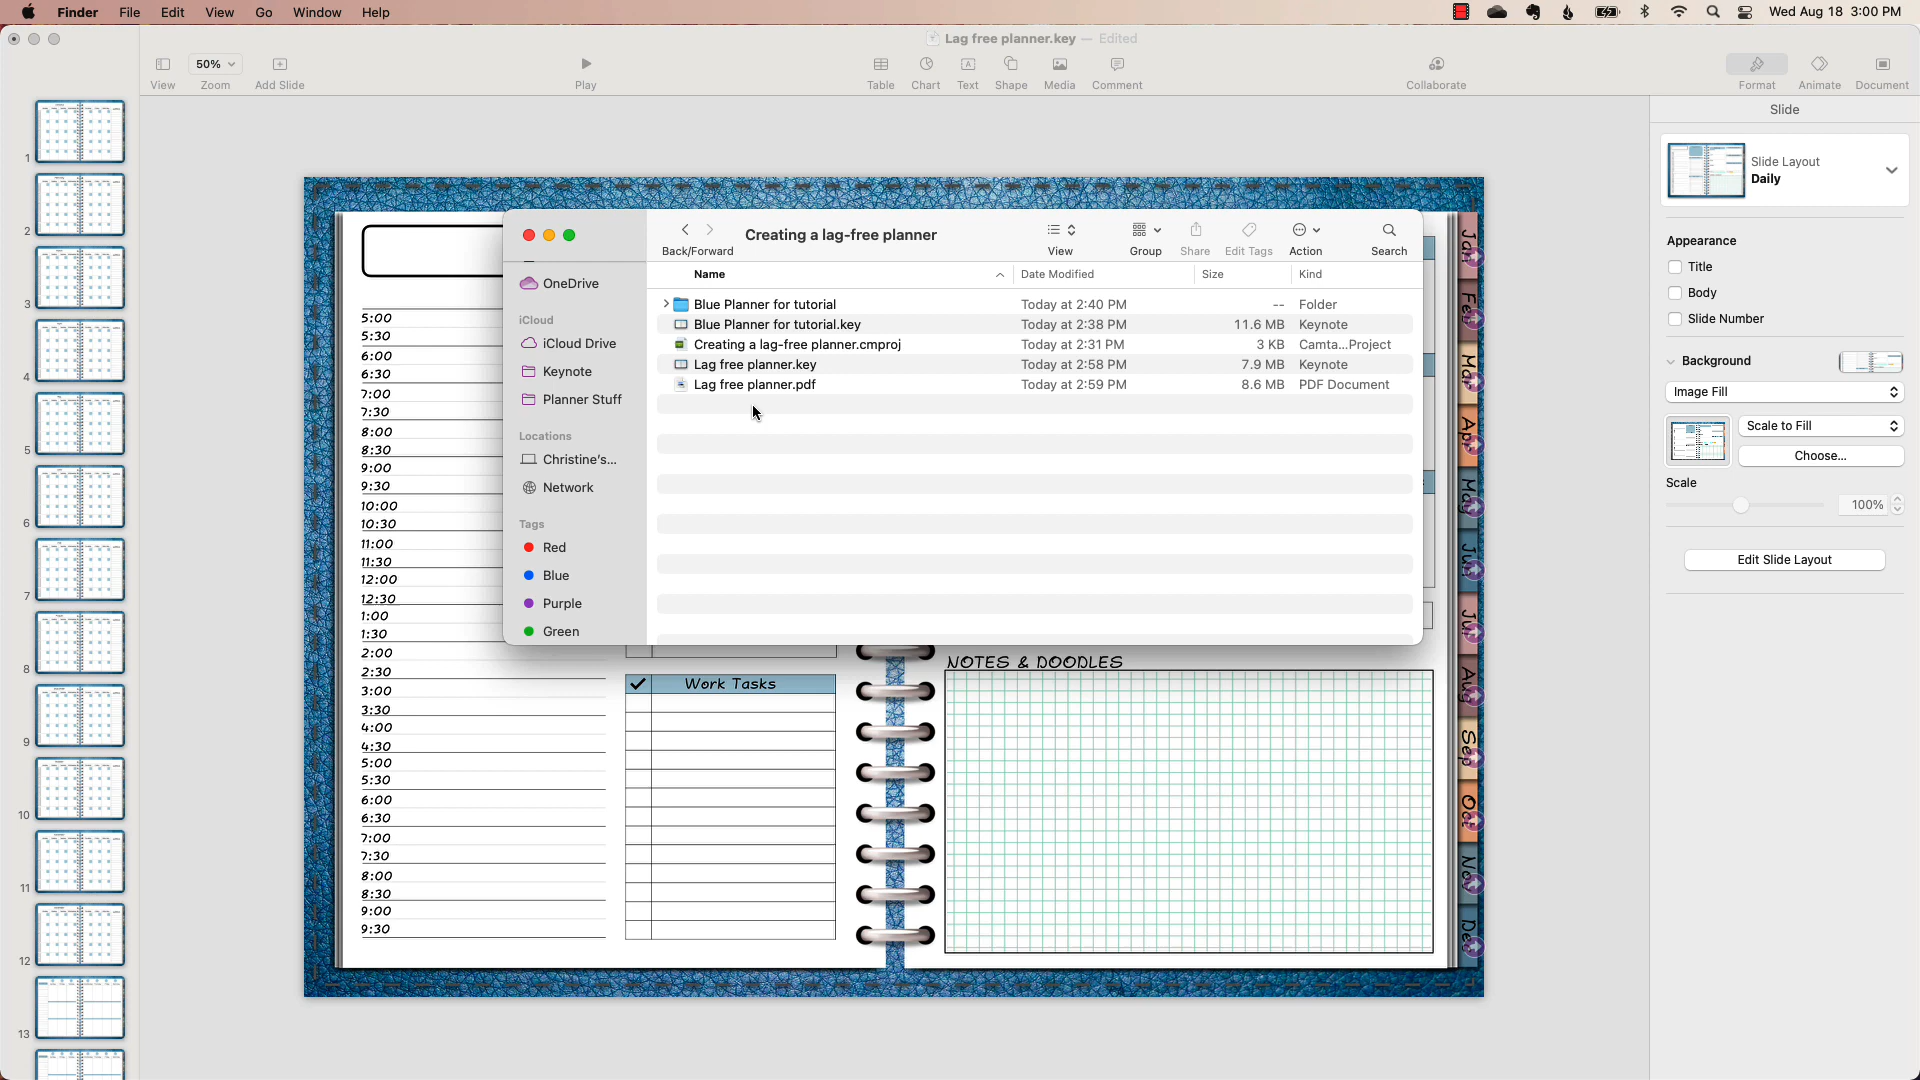 Finder File Edit View Go Window Help Wed Aug 18 3:00 PM
Lag free planner.key — Edited
50%
View Zoom Add Slide Play Table Chart Text Shape Media Comment Collaborate Format Animate Document
Slide
Slide Layout
Daily
Appearance
Title
Body
Slide Number
Background
Image Fill
Scale to Fill
Choose...
Scale
100%
Edit Slide Layout
1
2
3
4
5
6
7
8
9
10
11
12
13
Creating a lag-free planner
Back/Forward View Group Share Edit Tags Action Search
Name Date Modified Size Kind
Blue Planner for tutorial Today at 2:40 PM -- Folder
Blue Planner for tutorial.key Today at 2:38 PM 11.6 MB Keynote
Creating a lag-free planner.cmproj Today at 2:31 PM 3 KB Camta...Project
Lag free planner.key Today at 2:58 PM 7.9 MB Keynote
Lag free planner.pdf Today at 2:59 PM 8.6 MB PDF Document
OneDrive
iCloud
iCloud Drive
Keynote
Planner Stuff
Locations
Christine's...
Network
Tags
Red
Blue
Purple
Green
5:00
5:30
6:00
6:30
7:00
7:30
8:00
8:30
9:00
9:30
10:00
10:30
11:00
11:30
12:00
12:30
1:00
1:30
2:00
2:30
3:00
3:30
4:00
4:30
5:00
5:30
6:00
6:30
7:00
7:30
8:00
8:30
9:00
9:30
Work Tasks
NOTES & DOODLES
Jan
Feb
Mar
Apr
May
Jun
Jul
Aug
Sep
Oct
Nov
Dec